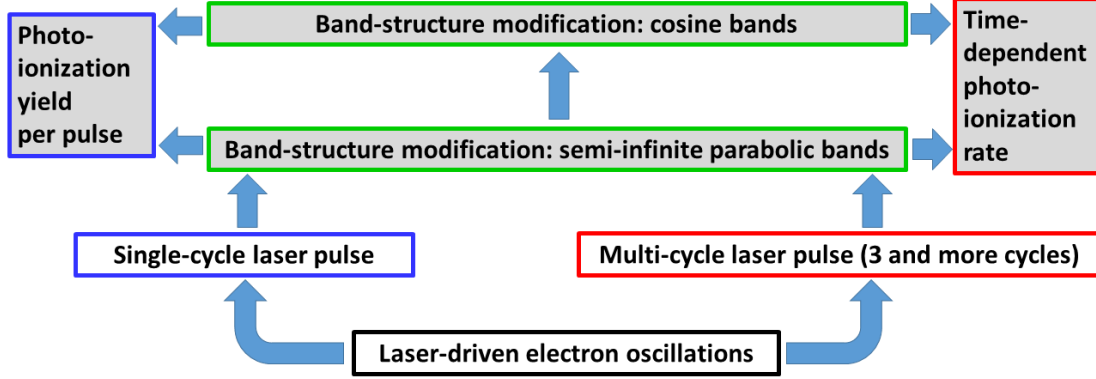 Photo-
ionization
yield
per pulse
Band-structure modification: cosine bands
Time-
dependent
photo-
ionization
rate
Band-structure modification: semi-infinite parabolic bands
Single-cycle laser pulse
Multi-cycle laser pulse (3 and more cycles)
Laser-driven electron oscillations